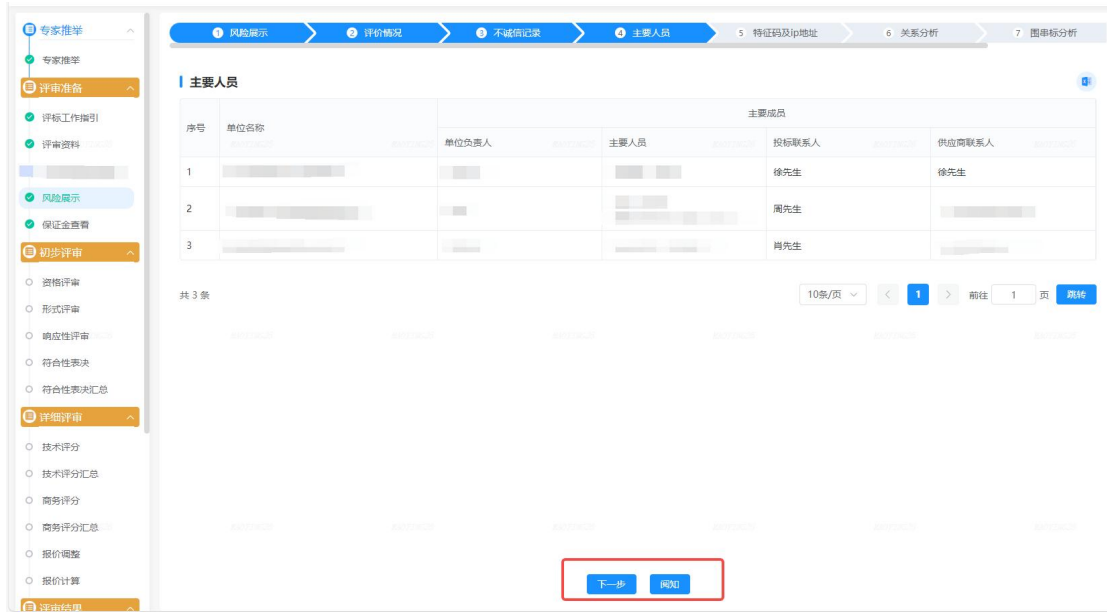 专家推举
1 风险展示
2 评价情况
3 不诚信记录
4 主要人员
5 特征码及ip地址
6 关系分析
7 围串标分析
专家推举
评审准备
评标工作指引
评审资料
风险展示
保证金查看
初步评审
资格评审
形式评审
响应性评审
符合性表决
符合性表决汇总
详细评审
技术评分
技术评分汇总
商务评分
商务评分汇总
报价调整
报价计算
评审结果
主要人员
序号 单位名称 主要成员
单位负责人 主要人员 投标联系人 供应商联系人
1 徐先生 徐先生
2 周先生
3 肖先生
共 3 条 10条/页 1 前往 1 页 跳转
下一步 阅知